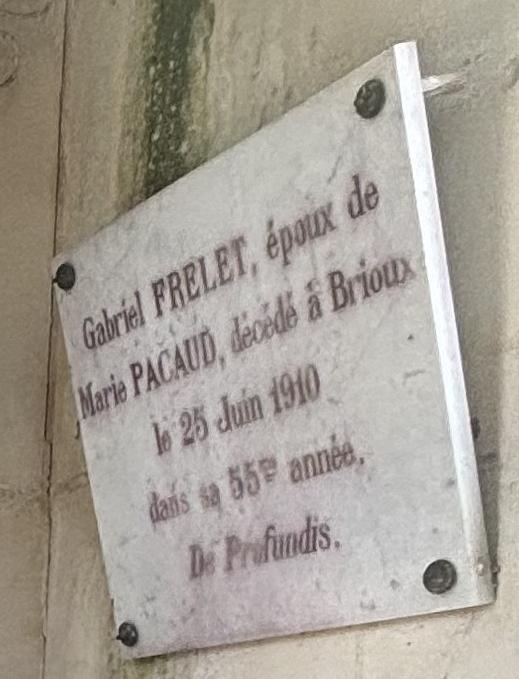 Gabriel FRELET, époux de
Marie PACAUD, décédé à Brioux
le 25 Juin 1910
dans sa 55me année.
De Profundis.